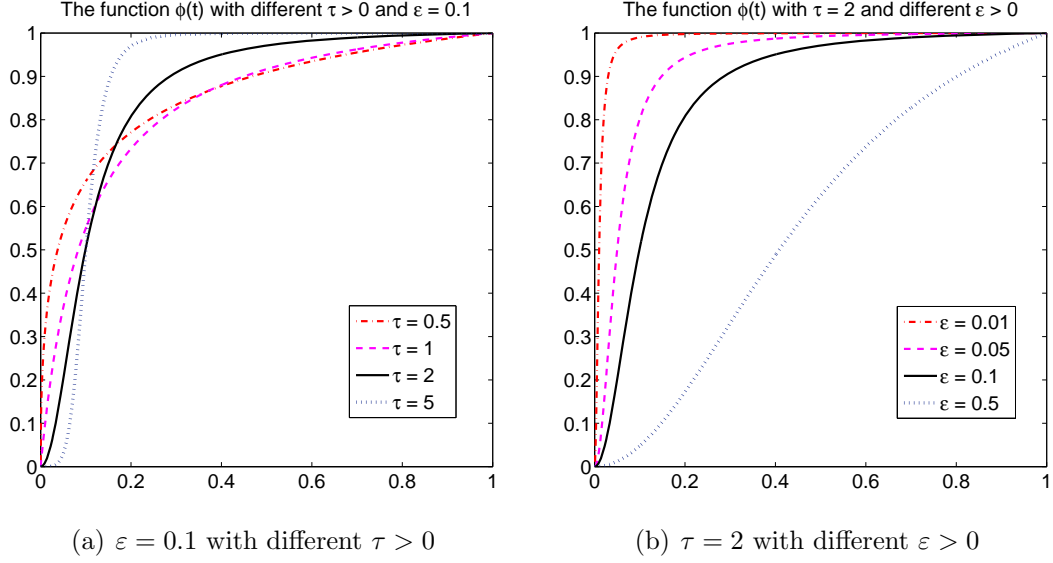 The function ϕ(t) with different τ > 0 and ε = 0.1
1
0.9
0.8
0.7
0.6
0.5
0.4
0.3
0.2
0.1
0
0 0.2 0.4 0.6 0.8 1
τ = 0.5
τ = 1
τ = 2
τ = 5
(a) ε = 0.1 with different τ > 0
The function ϕ(t) with τ = 2 and different ε > 0
1
0.9
0.8
0.7
0.6
0.5
0.4
0.3
0.2
0.1
0
0 0.2 0.4 0.6 0.8 1
ε = 0.01
ε = 0.05
ε = 0.1
ε = 0.5
(b) τ = 2 with different ε > 0